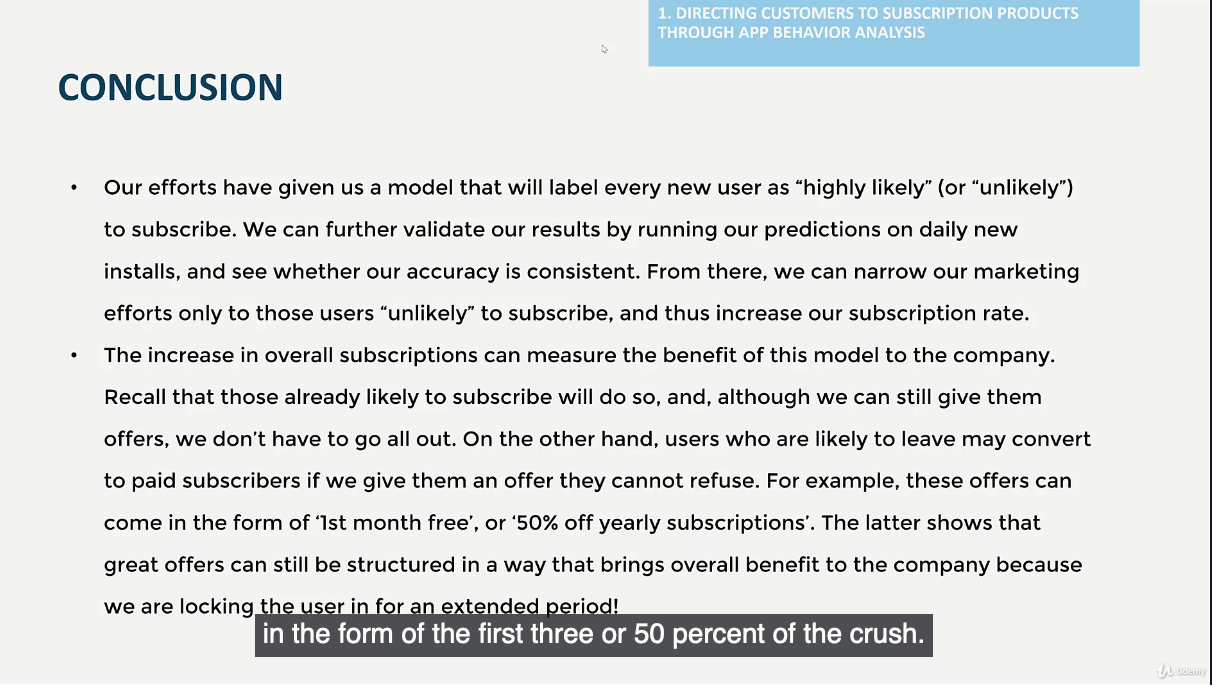 1. DIRECTING CUSTOMERS TO SUBSCRIPTION PRODUCTS
THROUGH APP BEHAVIOR ANALYSIS
CONCLUSION
• Our efforts have given us a model that will label every new user as “highly likely” (or “unlikely”)
to subscribe. We can further validate our results by running our predictions on daily new
installs, and see whether our accuracy is consistent. From there, we can narrow our marketing
efforts only to those users “unlikely” to subscribe, and thus increase our subscription rate.
• The increase in overall subscriptions can measure the benefit of this model to the company.
Recall that those already likely to subscribe will do so, and, although we can still give them
offers, we don’t have to go all out. On the other hand, users who are likely to leave may convert
to paid subscribers if we give them an offer they cannot refuse. For example, these offers can
come in the form of ‘1st month free’, or ‘50% off yearly subscriptions’. The latter shows that
great offers can still be structured in a way that brings overall benefit to the company because
we are locking the user in for an extended period!
in the form of the first three or 50 percent of the crush.
Udemy